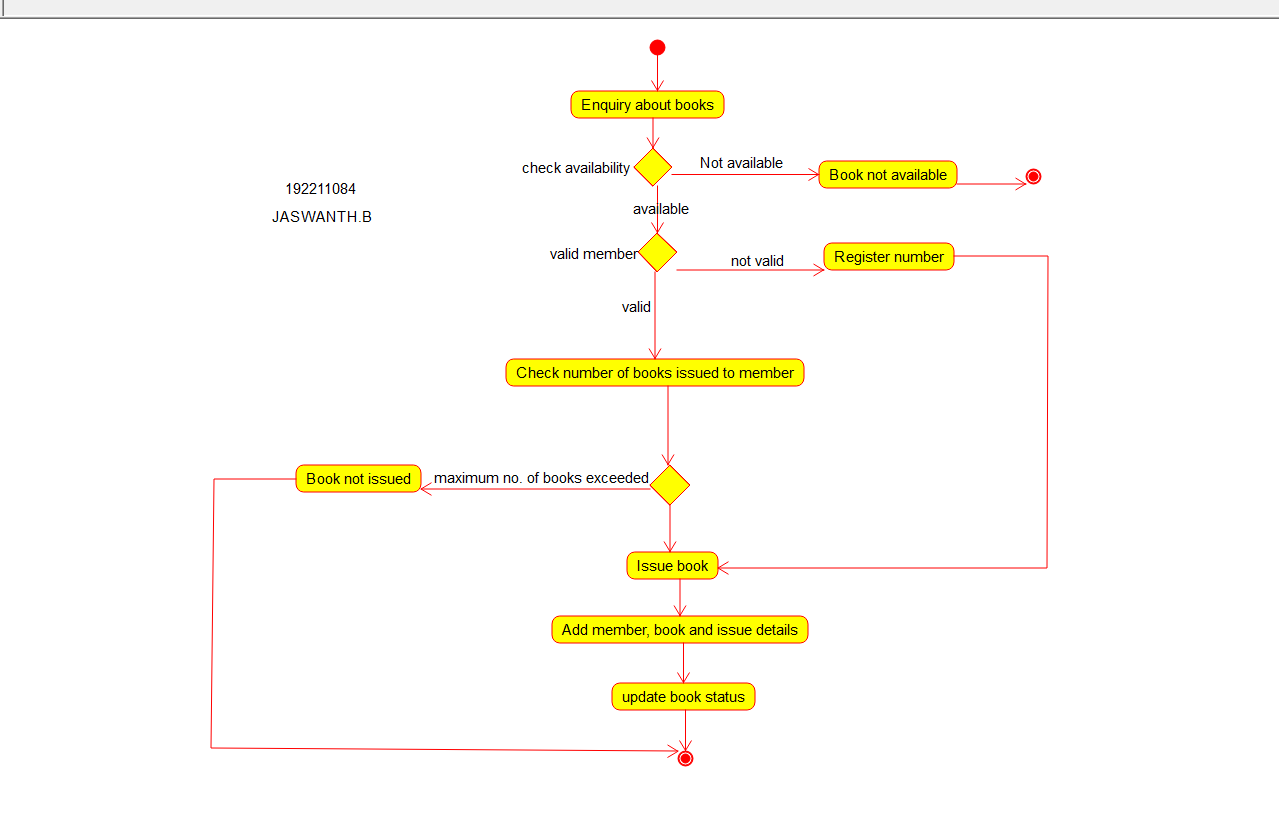 Enquiry about books
check availability
Not available
Book not available
192211084
JASWANTH.B
available
valid member
not valid
Register number
valid
Check number of books issued to member
Book not issued
maximum no. of books exceeded
Issue book
Add member, book and issue details
update book status